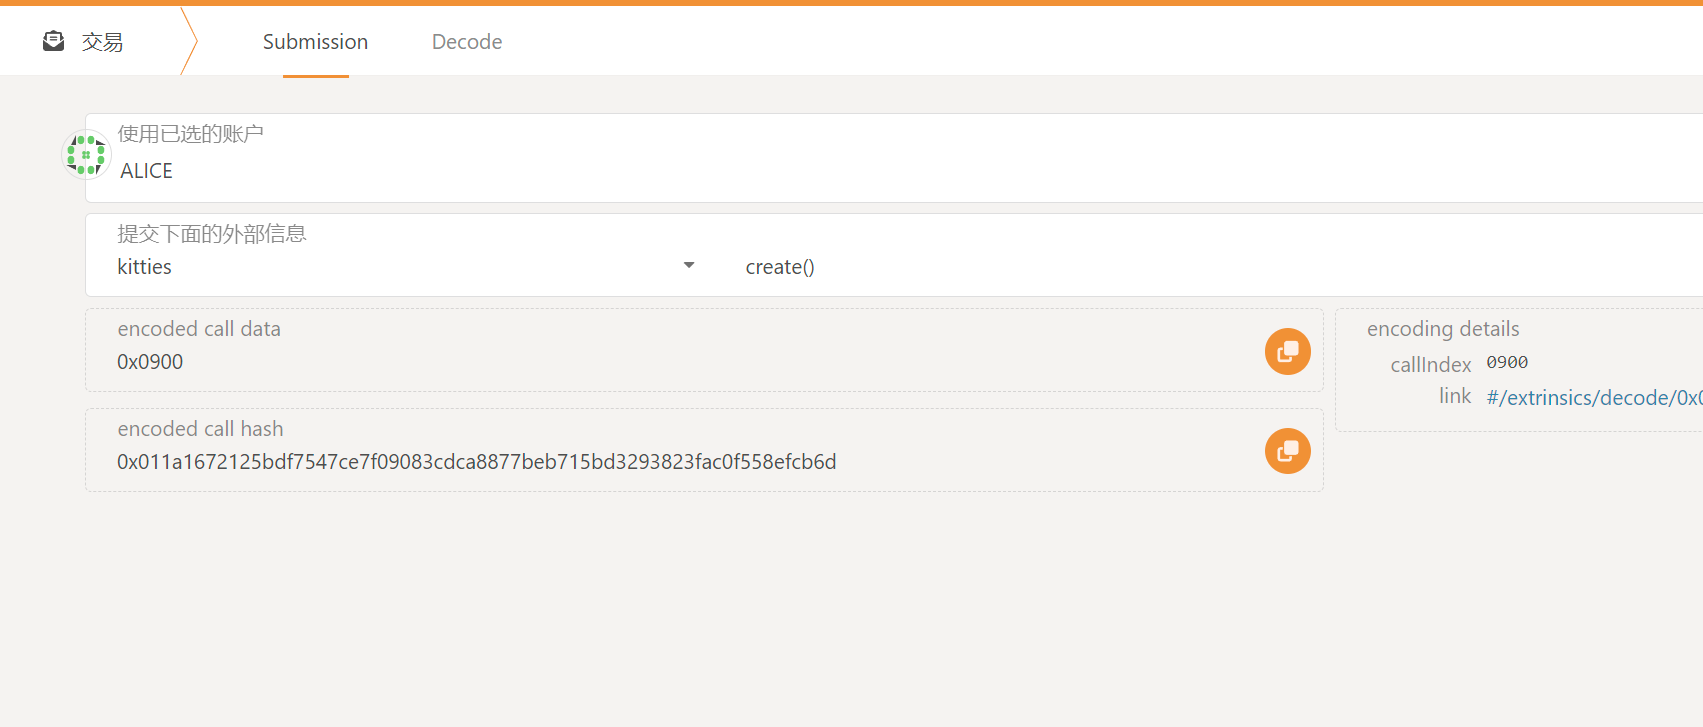 交易
Submission
Decode
使用已选的账户
ALICE
提交下面的外部信息
kitties
create()
encoded call data
0x0900
encoded call hash
0x011a1672125bdf7547ce7f09083cdca8877beb715bd3293823fac0f558efcb6d
encoding details
callIndex 0900
link #/extrinsics/decode/0x0